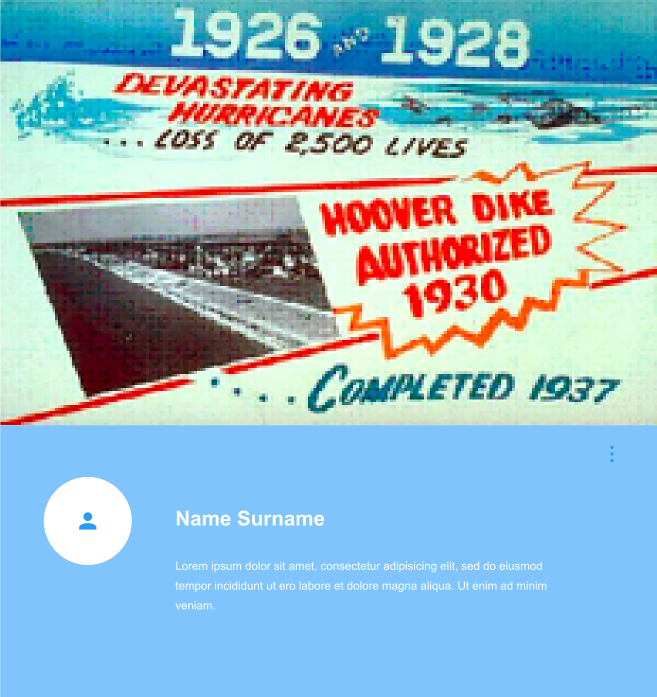 1926 AND 1928
DEVASTATING
HURRICANES
... LOSS OF 2,500 LIVES
HOOVER DIKE
AUTHORIZED
1930
.... COMPLETED 1937
Name Surname
Lorem ipsum dolor sit amet, consectetur adipisicing elit, sed do eiusmod
tempor incididunt ut ero labore et dolore magna aliqua. Ut enim ad minim
veniam.